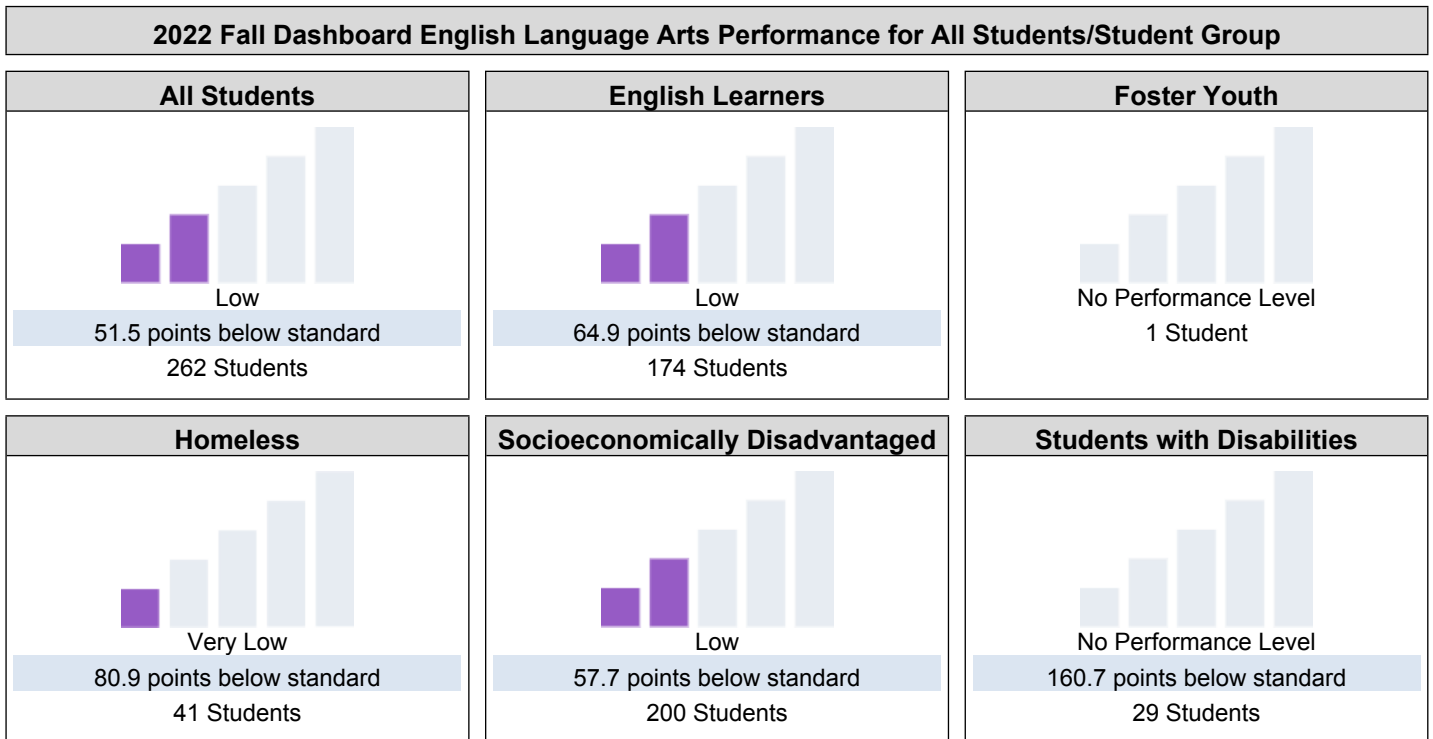 2022 Fall Dashboard English Language Arts Performance for All Students/Student Group
All Students
Low
51.5 points below standard
262 Students
English Learners
Low
64.9 points below standard
174 Students
Foster Youth
No Performance Level
1 Student
Homeless
Very Low
80.9 points below standard
41 Students
Socioeconomically Disadvantaged
Low
57.7 points below standard
200 Students
Students with Disabilities
No Performance Level
160.7 points below standard
29 Students